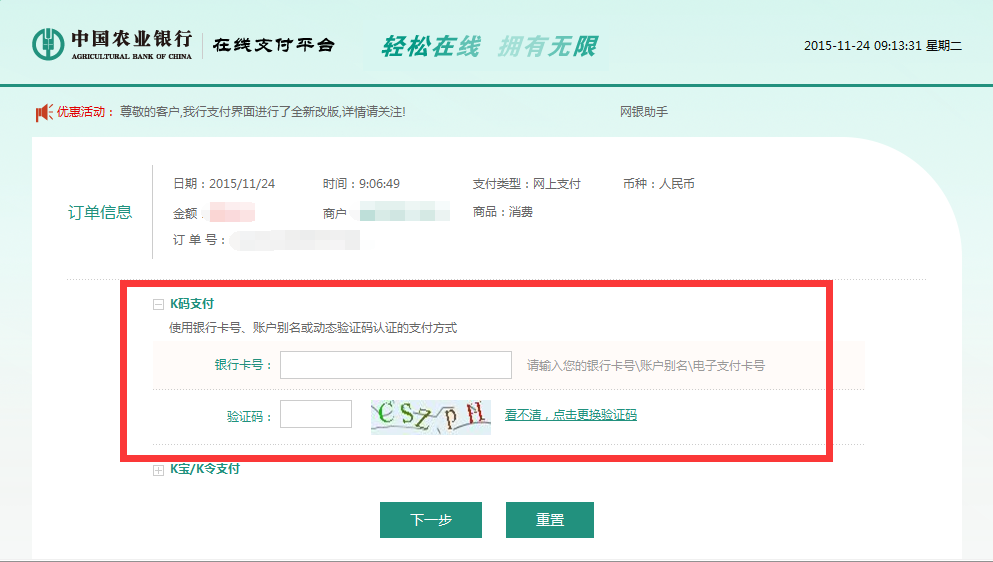 中国农业银行 在线支付平台 轻松在线 拥有无限
AGRICULTURAL BANK OF CHINA
2015-11-24 09:13:31 星期二
优惠活动： 尊敬的客户,我行支付界面进行了全新改版,详情请关注! 网银助手
订单信息
日期：2015/11/24 时间：9:06:49 支付类型：网上支付 币种：人民币
金额 商户 商品：消费
订 单 号：
K码支付
使用银行卡号、账户别名或动态验证码认证的支付方式
银行卡号： 请输入您的银行卡号\账户别名\电子支付卡号
验证码： 看不清，点击更换验证码
K宝/K令支付
下一步 重置